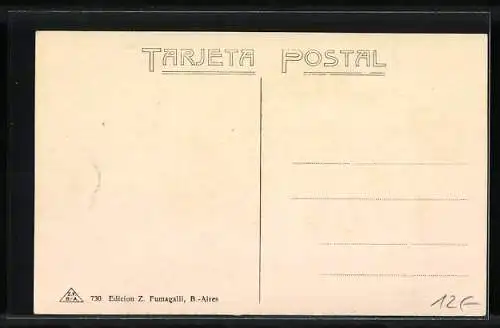 TARJETA POSTAL
Z.F.
B.-A.
730 Edicion Z. Fumagalli, B.-Aires
12€